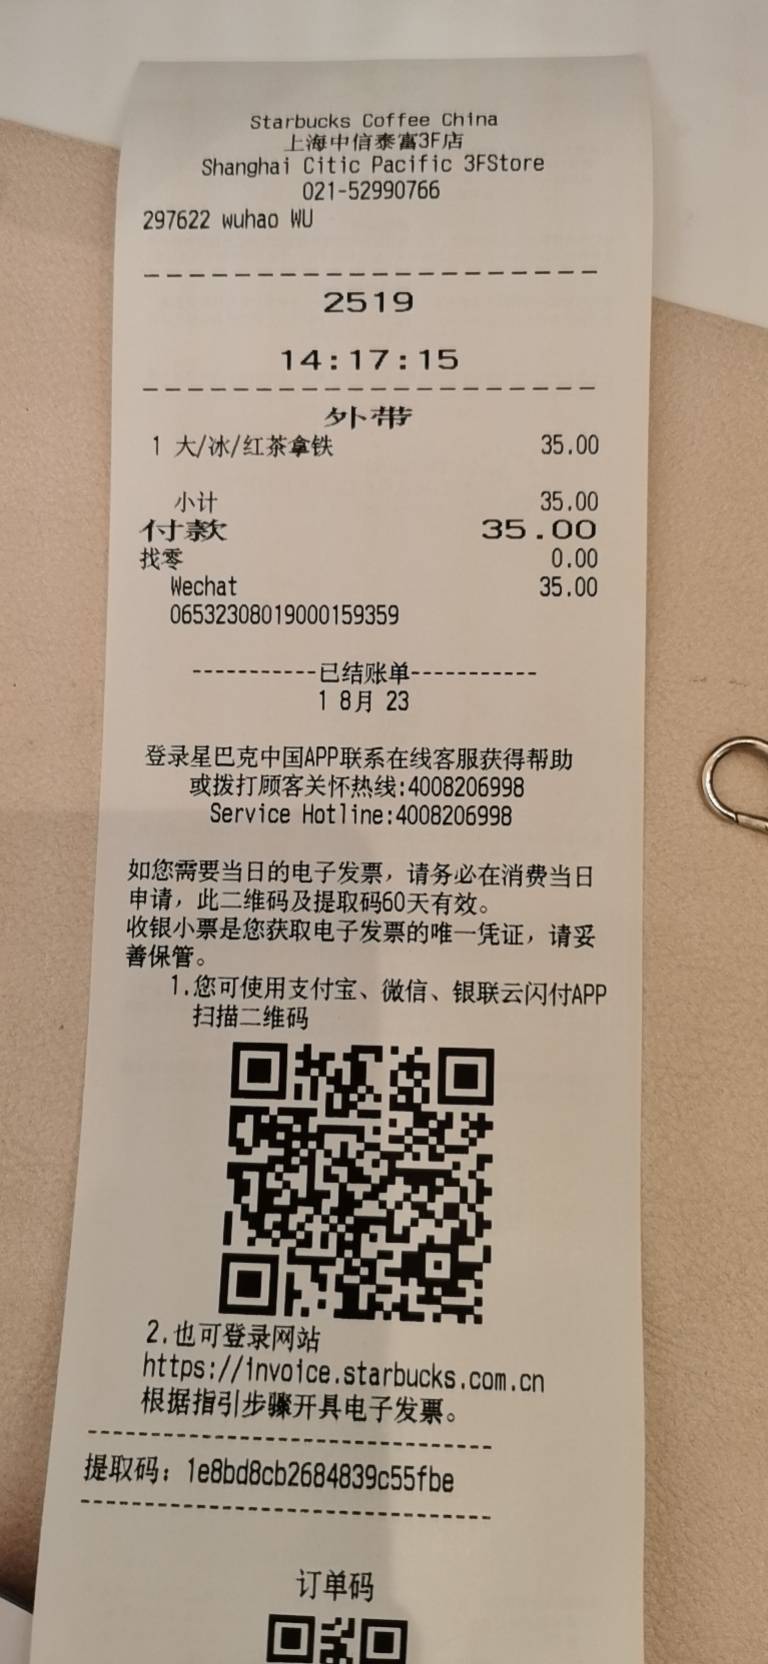 Starbucks Coffee China
上海中信泰富3F店
Shanghai Citic Pacific 3FStore
021-52990766
297622 wuhao WU
2519
14:17:15
外带
1 大/冰/红茶拿铁 35.00
小计 35.00
付款 35.00
找零 0.00
Wechat 35.00
06532308019000159359
-----------已结账单-----------
1 8月 23
登录星巴克中国APP联系在线客服获得帮助
或拨打顾客关怀热线:4008206998
Service Hotline:4008206998
如您需要当日的电子发票，请务必在消费当日
申请，此二维码及提取码60天有效。
收银小票是您获取电子发票的唯一凭证，请妥
善保管。
1.您可使用支付宝、微信、银联云闪付APP
扫描二维码
2.也可登录网站
https://invoice.starbucks.com.cn
根据指引步骤开具电子发票。
提取码：1e8bd8cb2684839c55fbe
订单码